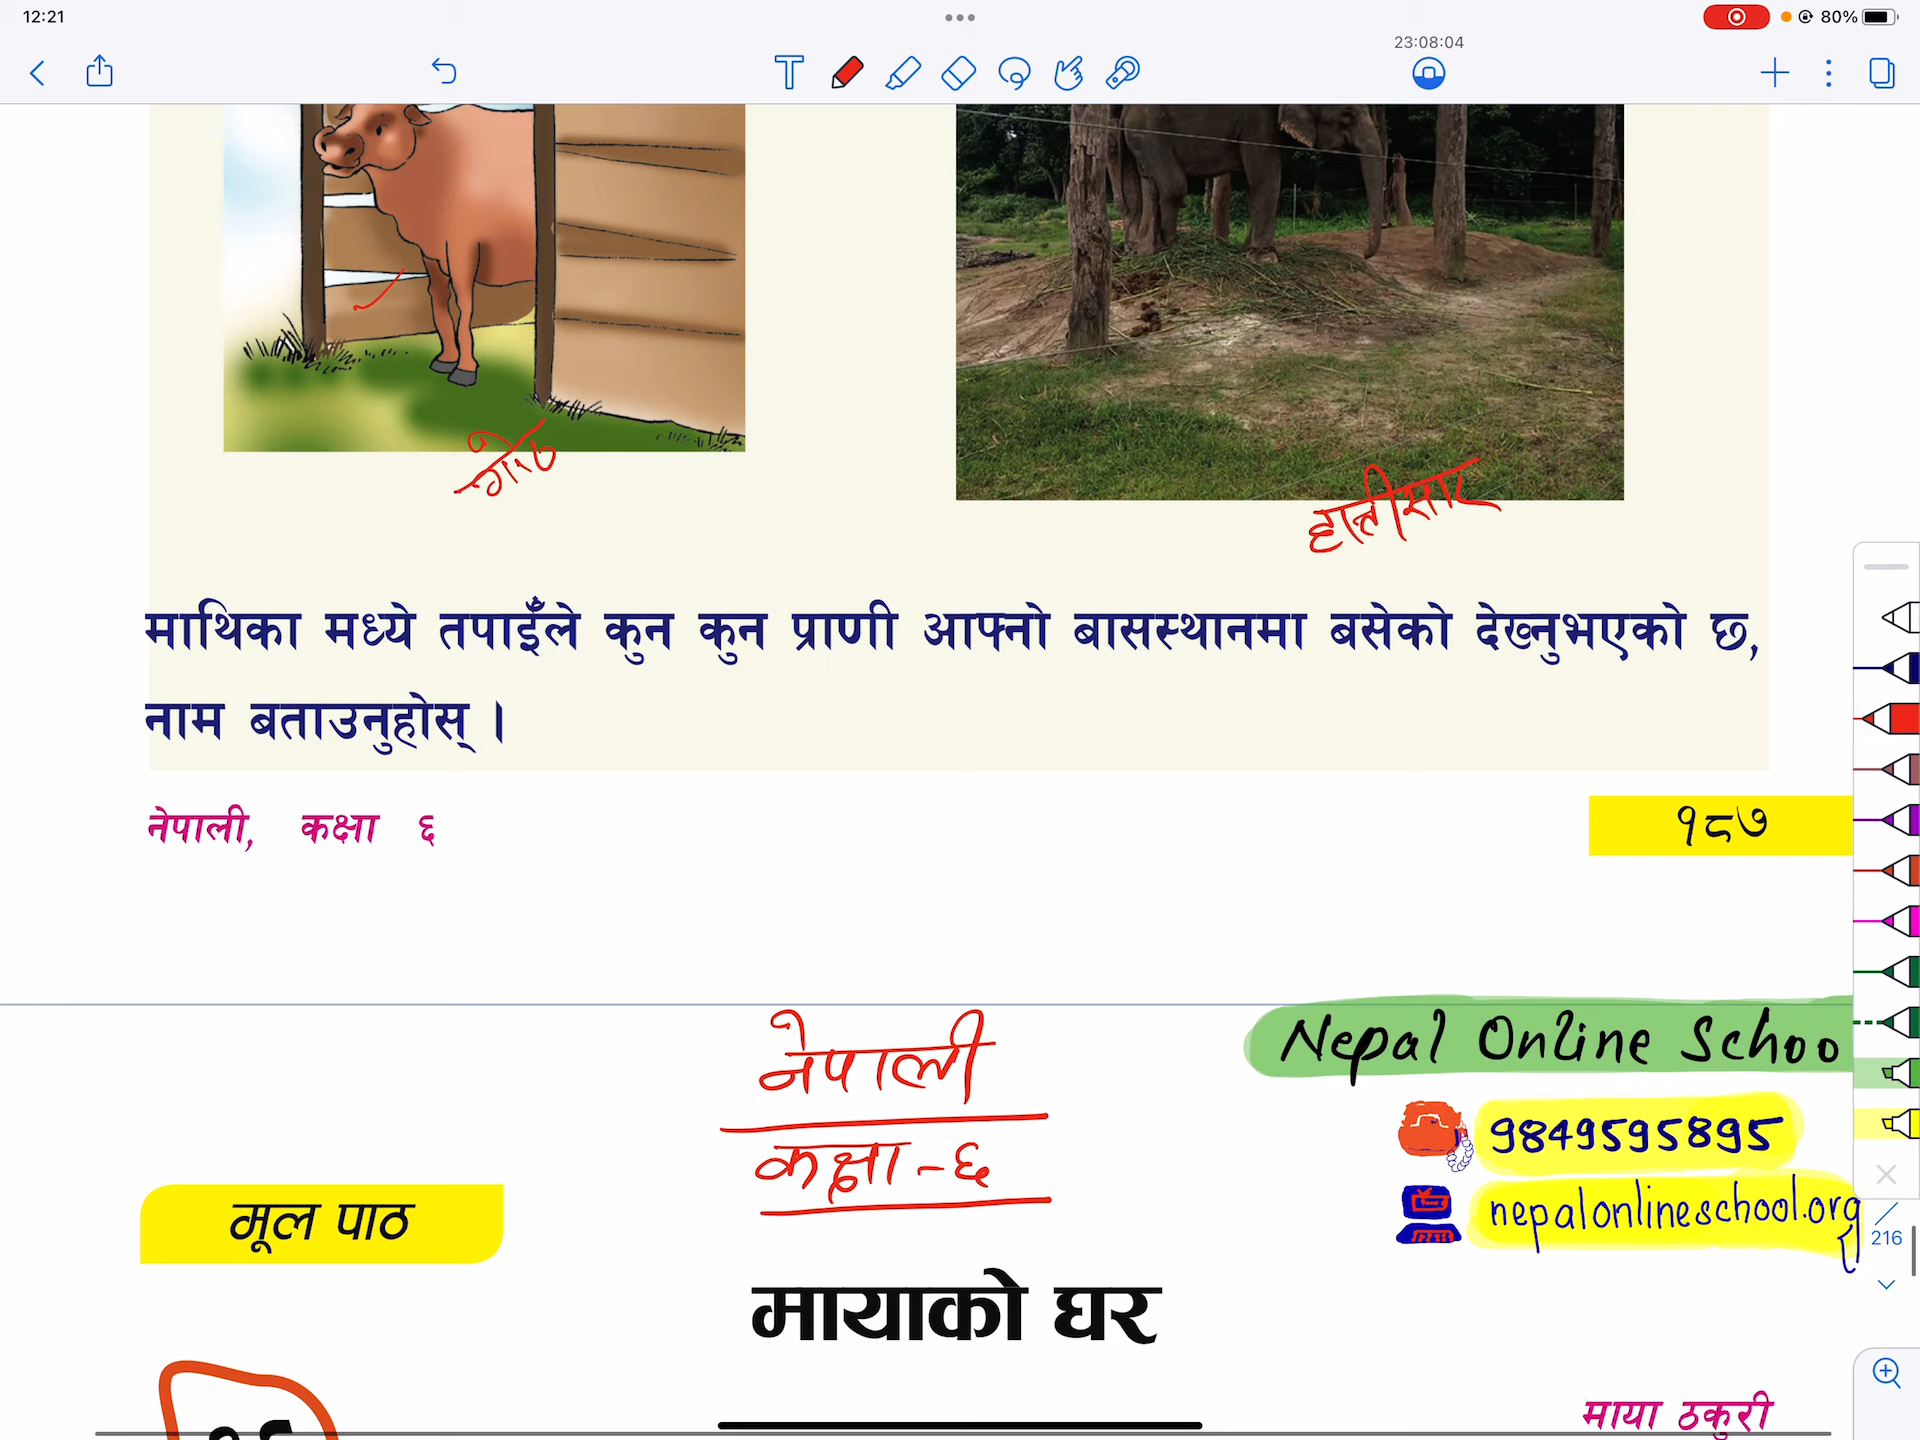 12:21
80%
23:08:04
गोठ
हात्तीसार
माथिका मध्ये तपाईँले कुन कुन प्राणी आफ्नो बासस्थानमा बसेको देख्नुभएको छ,
नाम बताउनुहोस् ।
नेपाली, कक्षा ६
१८७
नेपाली
Nepal Online Schoo
9849595895
कक्षा - ६
nepalonlineschool.org
मूल पाठ
216
मायाको घर
माया ठकुरी